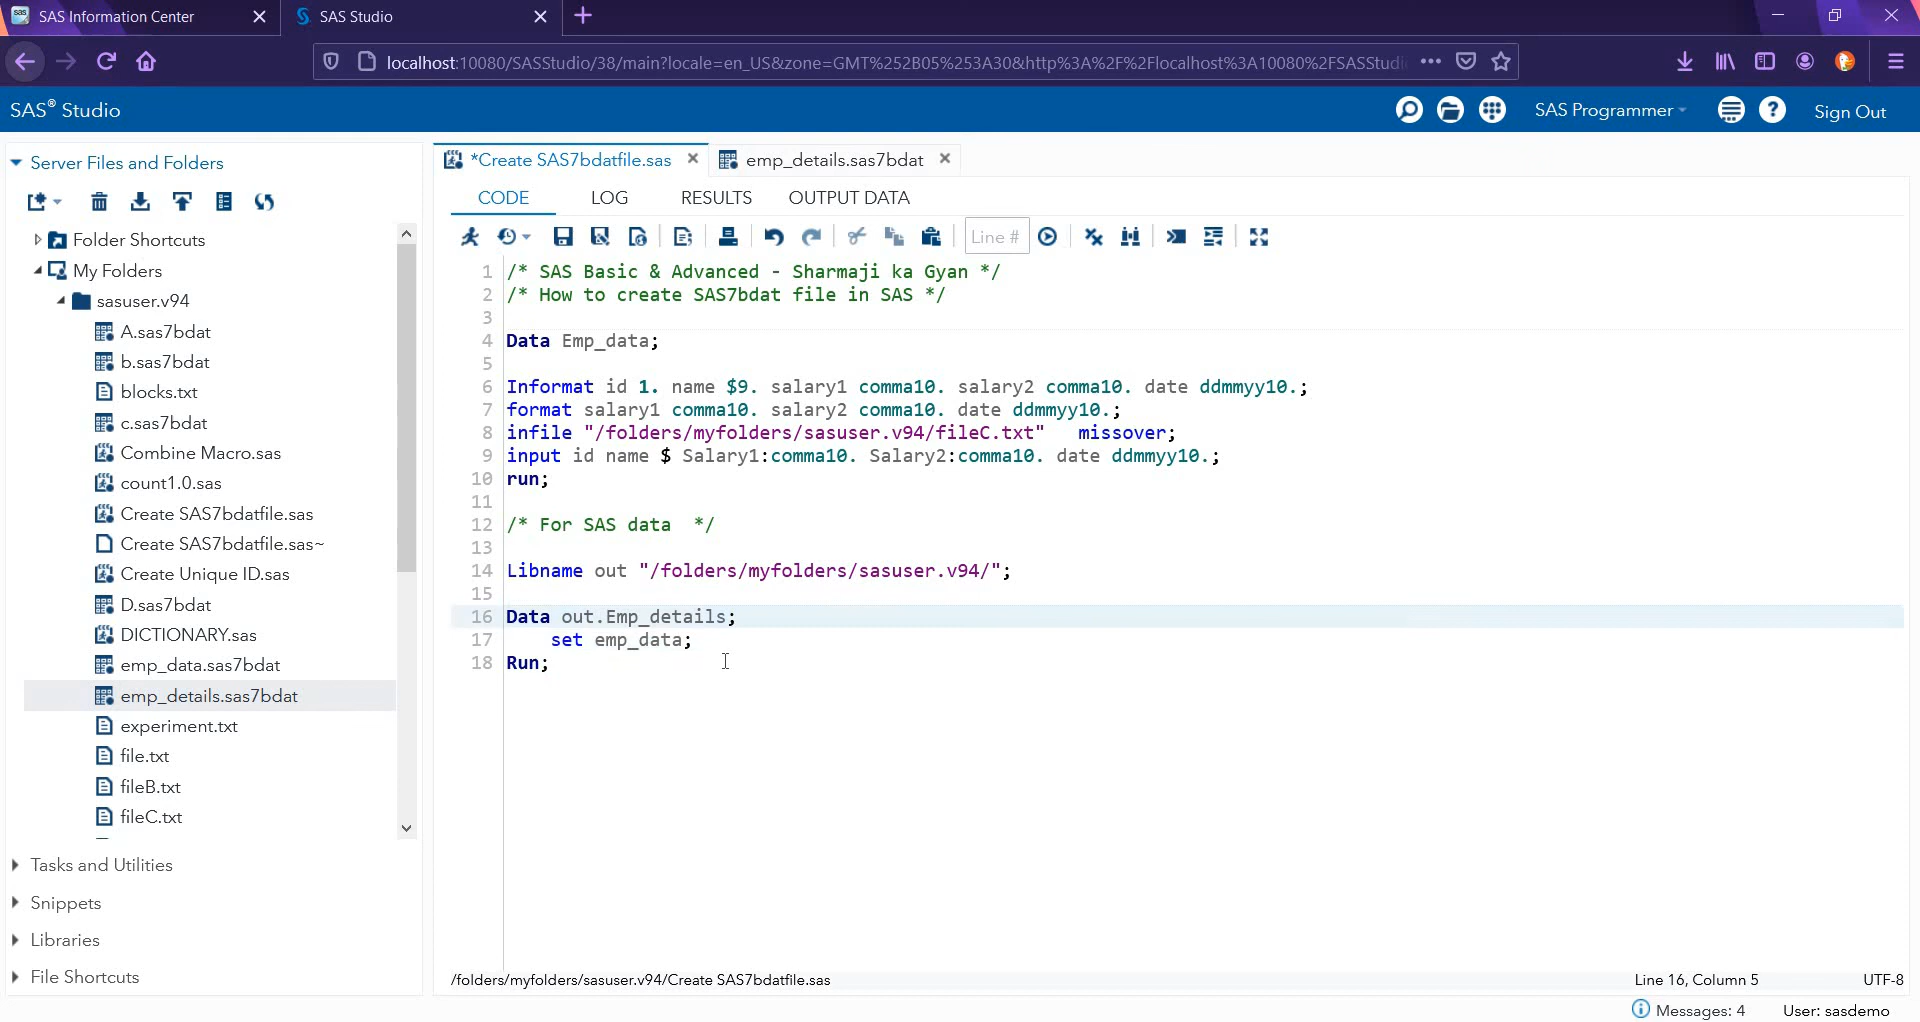 SAS Information Center
SAS Studio
localhost:10080/SASStudio/38/main?locale=en_US&zone=GMT%252B05%253A30&http%3A%2F%2Flocalhost%3A10080%2FSASStudi
SAS® Studio
SAS Programmer
Sign Out
Server Files and Folders
Folder Shortcuts
My Folders
sasuser.v94
A.sas7bdat
b.sas7bdat
blocks.txt
c.sas7bdat
Combine Macro.sas
count1.0.sas
Create SAS7bdatfile.sas
Create SAS7bdatfile.sas~
Create Unique ID.sas
D.sas7bdat
DICTIONARY.sas
emp_data.sas7bdat
emp_details.sas7bdat
experiment.txt
file.txt
fileB.txt
fileC.txt
Tasks and Utilities
Snippets
Libraries
File Shortcuts
*Create SAS7bdatfile.sas
emp_details.sas7bdat
CODE LOG RESULTS OUTPUT DATA
Line #
1 /* SAS Basic & Advanced - Sharmaji ka Gyan */
2 /* How to create SAS7bdat file in SAS */
3
4 Data Emp_data;
5
6 Informat id 1. name $9. salary1 comma10. salary2 comma10. date ddmmyy10.;
7 format salary1 comma10. salary2 comma10. date ddmmyy10.;
8 infile "/folders/myfolders/sasuser.v94/fileC.txt" missover;
9 input id name $ Salary1:comma10. Salary2:comma10. date ddmmyy10.;
10 run;
11
12 /* For SAS data */
13
14 Libname out "/folders/myfolders/sasuser.v94/";
15
16 Data out.Emp_details;
17 set emp_data;
18 Run;
/folders/myfolders/sasuser.v94/Create SAS7bdatfile.sas
Line 16, Column 5
UTF-8
Messages: 4
User: sasdemo